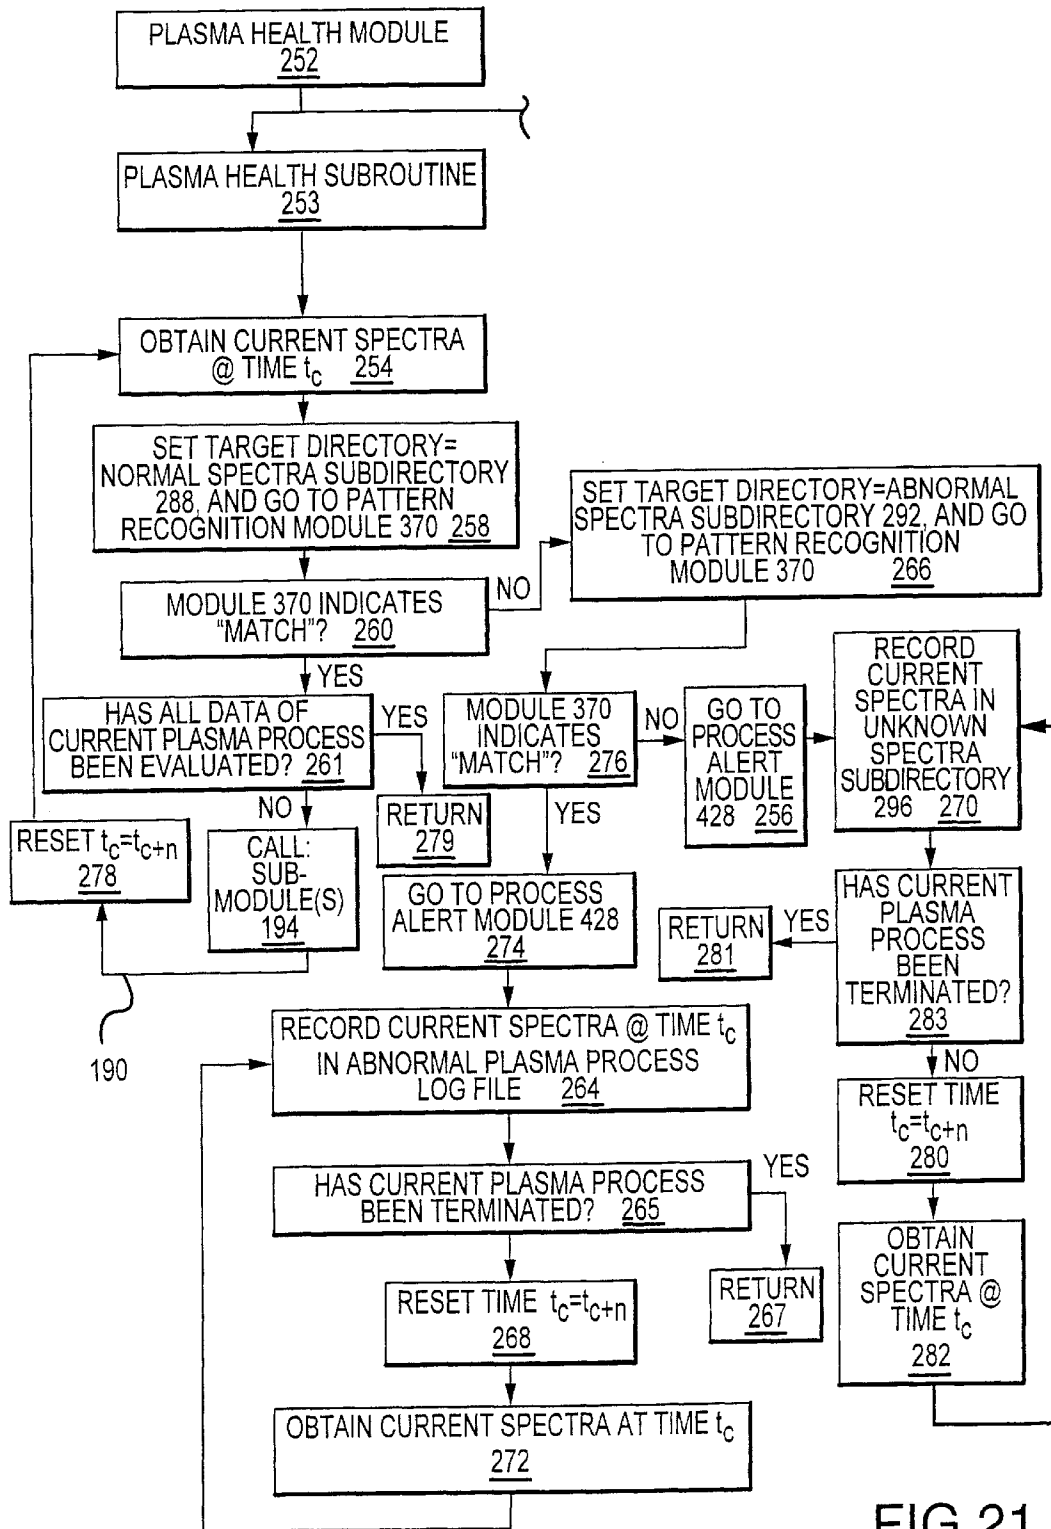 PLASMA HEALTH MODULE
252
PLASMA HEALTH SUBROUTINE
253
OBTAIN CURRENT SPECTRA
@ TIME tc 254
SET TARGET DIRECTORY=
NORMAL SPECTRA SUBDIRECTORY
288, AND GO TO PATTERN
RECOGNITION MODULE 370 258
SET TARGET DIRECTORY=ABNORMAL
SPECTRA SUBDIRECTORY 292, AND GO
TO PATTERN RECOGNITION
MODULE 370 266
MODULE 370 INDICATES
"MATCH"? 260
NO
YES
HAS ALL DATA OF
CURRENT PLASMA PROCESS
BEEN EVALUATED? 261
YES
RETURN
279
NO
CALL:
SUB-
MODULE(S)
194
RESET tc=tc+n
278
190
MODULE 370
INDICATES
"MATCH"? 276
NO
YES
GO TO
PROCESS
ALERT
MODULE
428 256
RECORD
CURRENT
SPECTRA IN
UNKNOWN
SPECTRA
SUBDIRECTORY
296 270
GO TO PROCESS
ALERT MODULE 428
274
HAS CURRENT
PLASMA
PROCESS
BEEN
TERMINATED?
283
YES
RETURN
281
NO
RECORD CURRENT SPECTRA @ TIME tc
IN ABNORMAL PLASMA PROCESS
LOG FILE 264
RESET TIME
tc=tc+n
280
HAS CURRENT PLASMA PROCESS
BEEN TERMINATED? 265
YES
RETURN
267
OBTAIN
CURRENT
SPECTRA @
TIME tc
282
RESET TIME tc=tc+n
268
OBTAIN CURRENT SPECTRA AT TIME tc
272
FIG.21